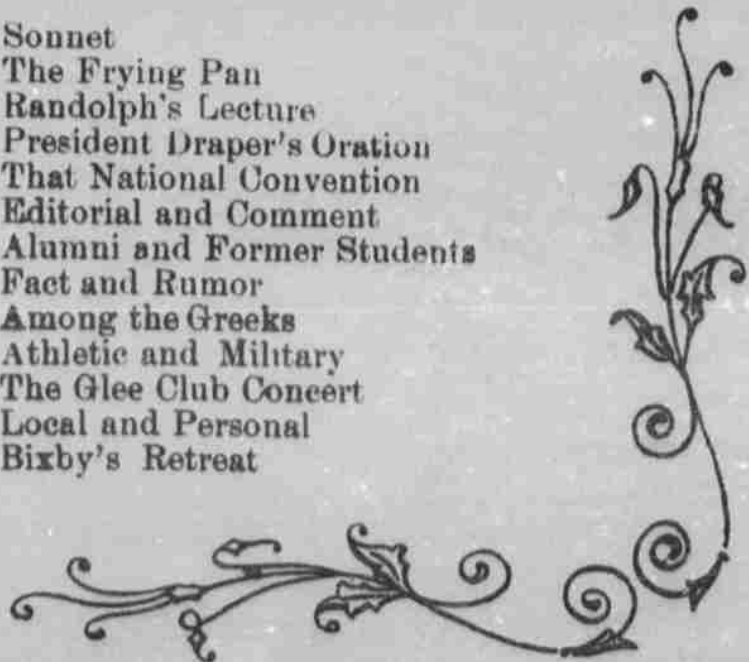 Sonnet
The Frying Pan
Randolph's Lecture
President Draper's Oration
That National Convention
Editorial and Comment
Alumni and Former Students
Fact and Rumor
Among the Greeks
Athletic and Military
The Glee Club Concert
Local and Personal
Bixby's Retreat